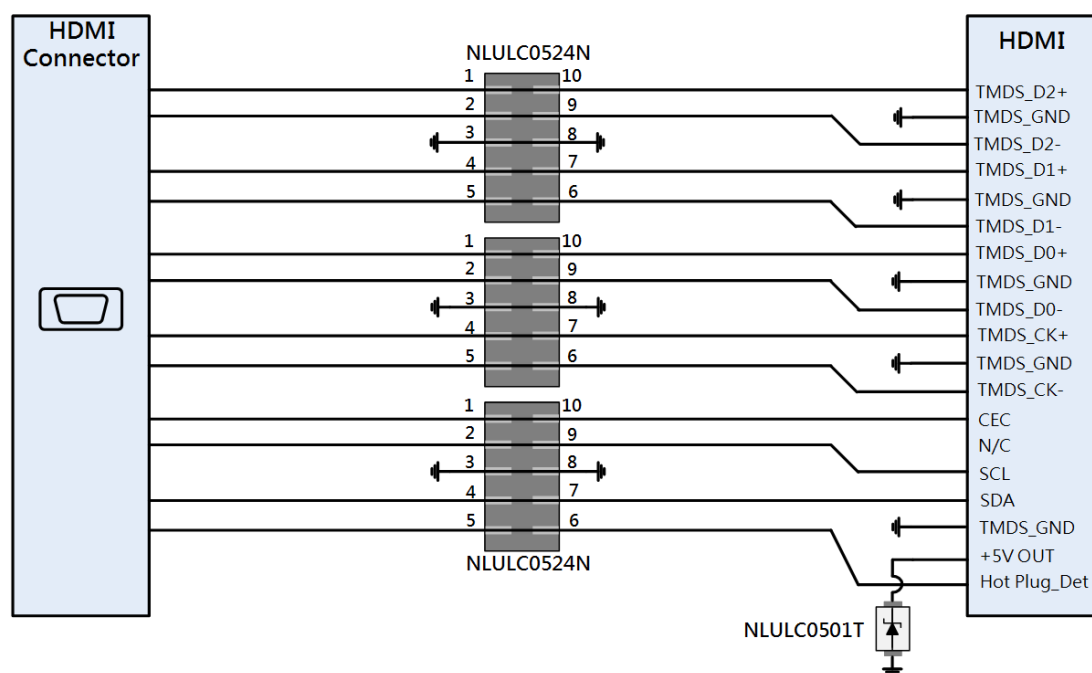 HDMI
Connector
NLULC0524N
HDMI
1 10
2 9
3 8
4 7
5 6
1 10
2 9
3 8
4 7
5 6
1 10
2 9
3 8
4 7
5 6
NLULC0524N
NLULC0501T
TMDS_D2+
TMDS_GND
TMDS_D2-
TMDS_D1+
TMDS_GND
TMDS_D1-
TMDS_D0+
TMDS_GND
TMDS_D0-
TMDS_CK+
TMDS_GND
TMDS_CK-
CEC
N/C
SCL
SDA
TMDS_GND
+5V OUT
Hot Plug_Det